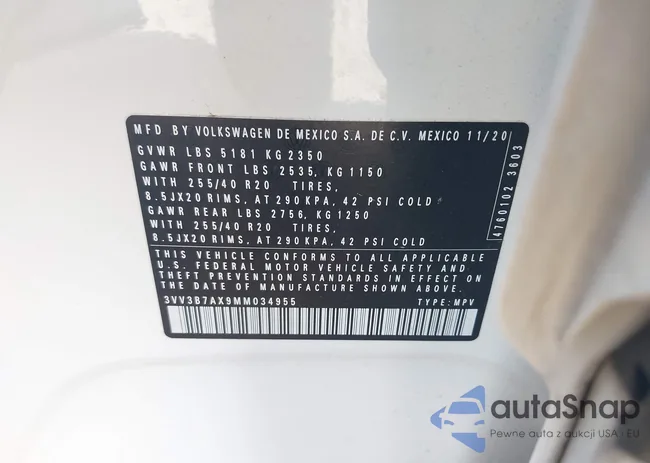 MFD BY VOLKSWAGEN DE MEXICO S.A. DE C.V. MEXICO 11/20
GVWR LBS 5181 KG 2350
GAWR FRONT LBS 2535, KG 1150
WITH 255/40 R20 TIRES,
8.5JX20 RIMS, AT 290 KPA, 42 PSI COLD
GAWR REAR LBS 2756, KG 1250
WITH 255/40 R20 TIRES,
8.5JX20 RIMS, AT 290 KPA, 42 PSI COLD
THIS VEHICLE CONFORMS TO ALL APPLICABLE
U.S. FEDERAL MOTOR VEHICLE SAFETY AND
THEFT PREVENTION STANDARDS IN EFFECT ON
THE DATE OF MANUFACTURE SHOWN ABOVE.
3VV3B7AX9MM034955 TYPE: MPV
4760102 3603
autaSnap
Pewne auta z aukcji USA i EU